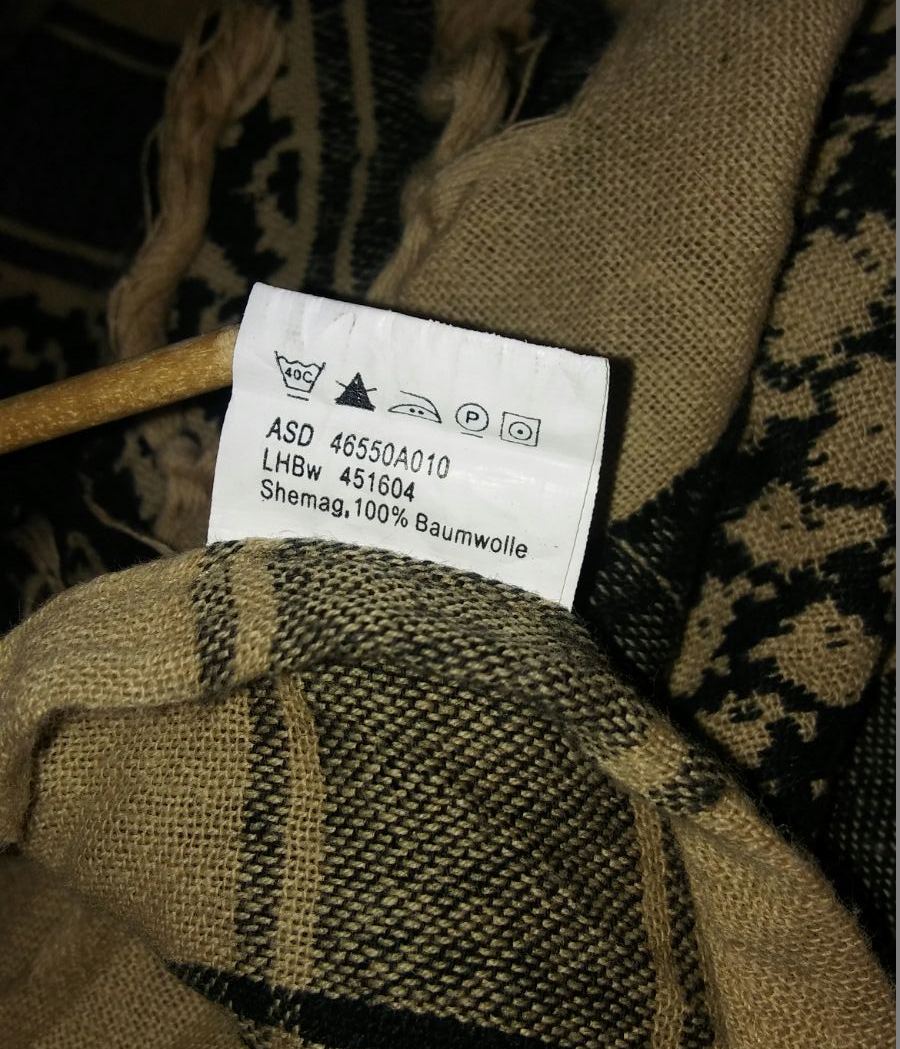 40C
P
ASD 46550A010
LHBw 451604
Shemag,100% Baumwolle